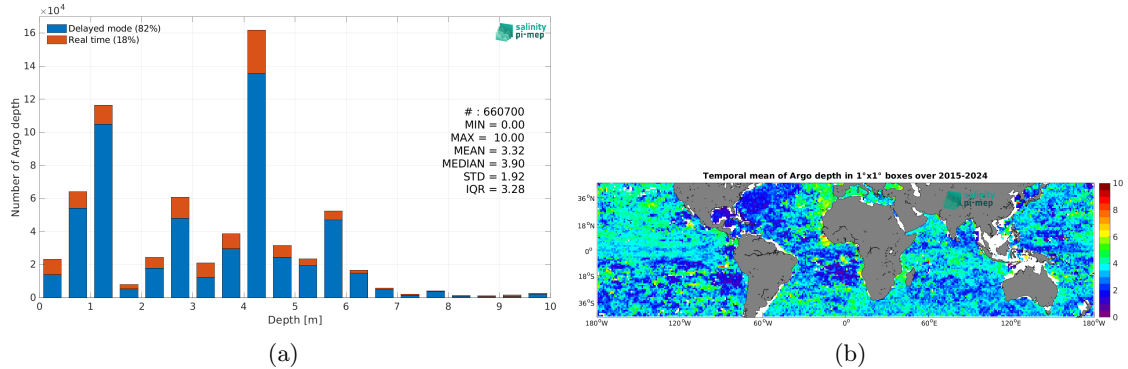 ×10⁴
Delayed mode (82%)
Real time (18%)
salinity
pi-mep
16
14
12
10
8
6
4
2
0
Number of Argo depth
# : 660700
MIN = 0.00
MAX = 10.00
MEAN = 3.32
MEDIAN = 3.90
STD = 1.92
IQR = 3.28
0 1 2 3 4 5 6 7 8 9 10
Depth [m]
(a)
Temporal mean of Argo depth in 1°x1° boxes over 2015-2024
salinity
pi-mep
36°N
18°N
0°
18°S
36°S
180°W 120°W 60°W 0° 60°E 120°E 180°W
10
8
6
4
2
0
(b)